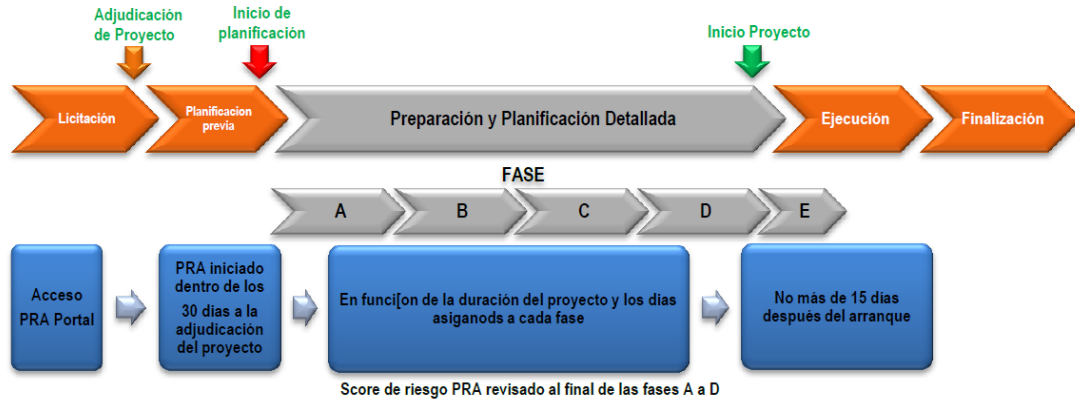 Adjudicación
de Proyecto
Inicio de
planificación
Inicio Proyecto
Licitación
Planificacion
previa
Preparación y Planificación Detallada
Ejecución
Finalización
FASE
A
B
C
D
E
Acceso
PRA Portal
PRA iniciado
dentro de los
30 dias a la
adjudicación
del proyecto
En funci[on de la duración del proyecto y los dias
asiganods a cada fase
No más de 15 días
después del arranque
Score de riesgo PRA revisado al final de las fases A a D